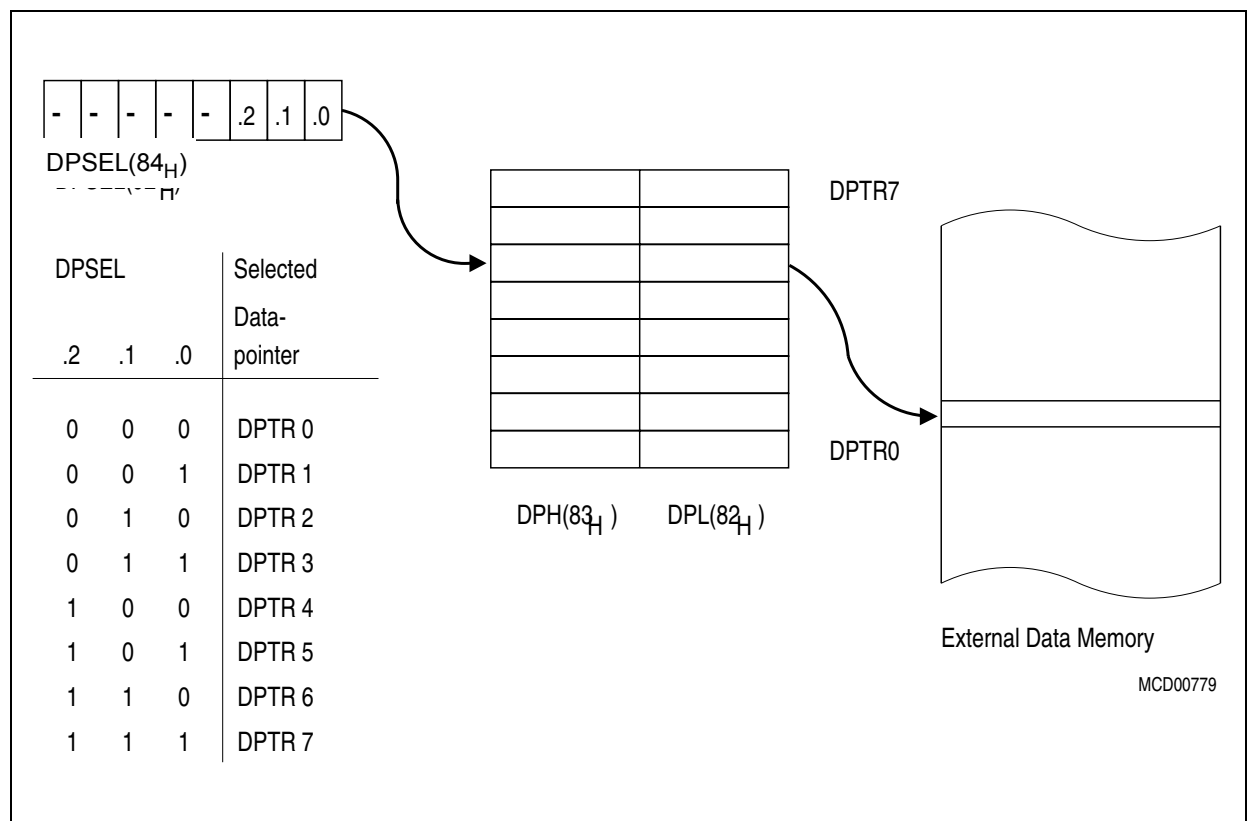 - - - - - .2 .1 .0
DPSEL(84H)
DPSEL Selected
Data-
.2 .1 .0 pointer
0 0 0 DPTR 0
0 0 1 DPTR 1
0 1 0 DPTR 2
0 1 1 DPTR 3
1 0 0 DPTR 4
1 0 1 DPTR 5
1 1 0 DPTR 6
1 1 1 DPTR 7
DPTR7
DPTR0
DPH(83H ) DPL(82H )
External Data Memory
MCD00779